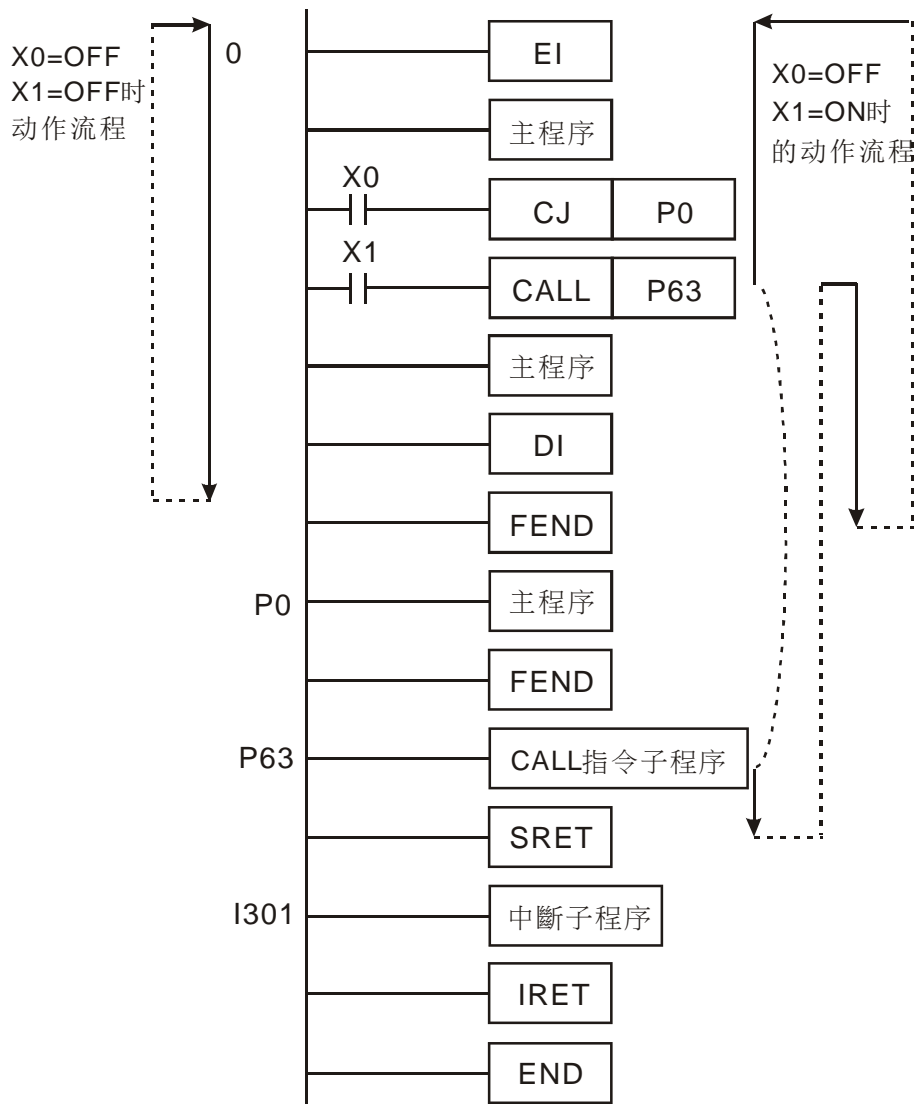 X0=OFF
X1=OFF时
动作流程
0
EI
X0=OFF
X1=ON时
的动作流程
主程序
X0
CJ P0
X1
CALL P63
主程序
DI
FEND
P0
主程序
FEND
P63
CALL指令子程序
SRET
I301
中斷子程序
IRET
END